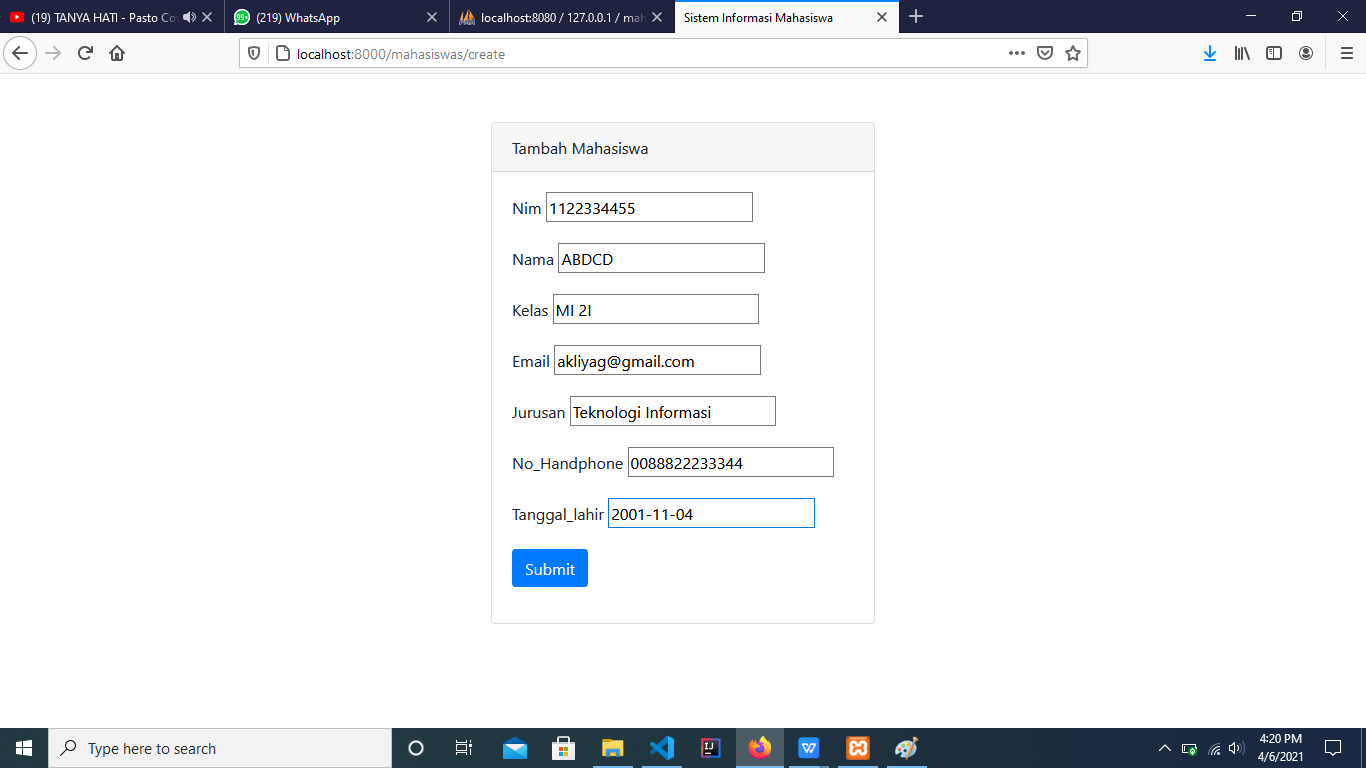 (19) TANYA HATI - Pasto Co
99+ (219) WhatsApp
localhost:8080 / 127.0.0.1 / mah
Sistem Informasi Mahasiswa
localhost:8000/mahasiswas/create
Tambah Mahasiswa
Nim 1122334455
Nama ABDCD
Kelas MI 2I
Email akliyag@gmail.com
Jurusan Teknologi Informasi
No_Handphone 0088822233344
Tanggal_lahir 2001-11-04
Submit
Type here to search
4:20 PM
4/6/2021